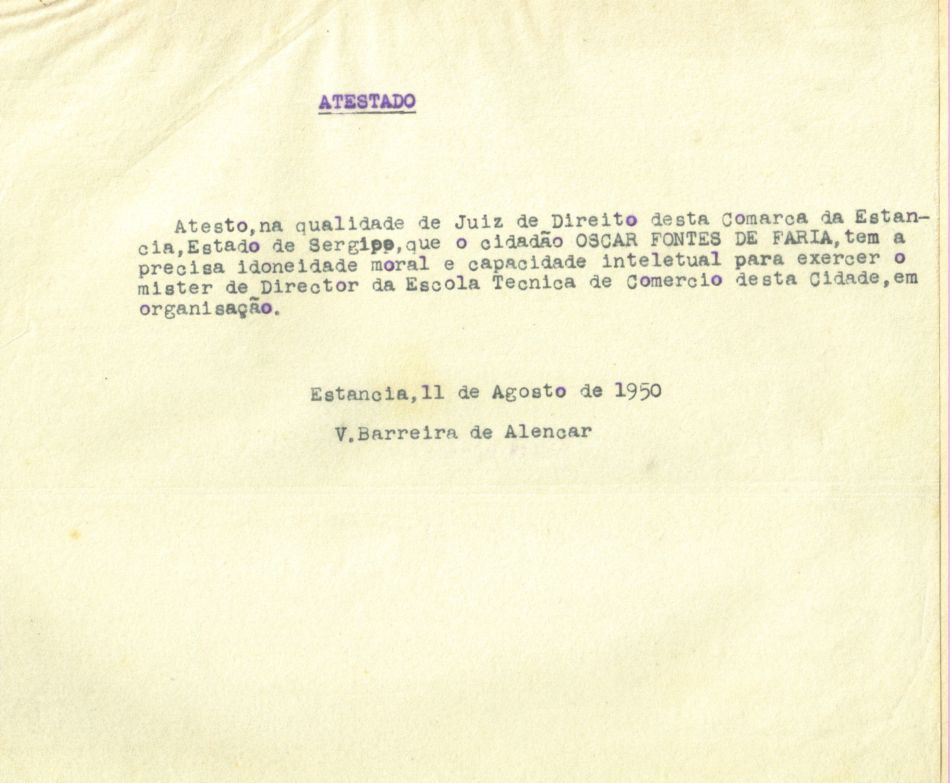 ATESTADO
Atesto,na qualidade de Juiz de Direito desta Comarca da Estan-
cia,Estado de Sergipe,que o cidadão OSCAR FONTES DE FARIA,tem a
precisa idoneidade moral e capacidade inteletual para exercer o
mister de Director da Escola Tecnica de Comercio desta Cidade,em
organisação.
Estancia,11 de Agosto de 1950
V.Barreira de Alencar